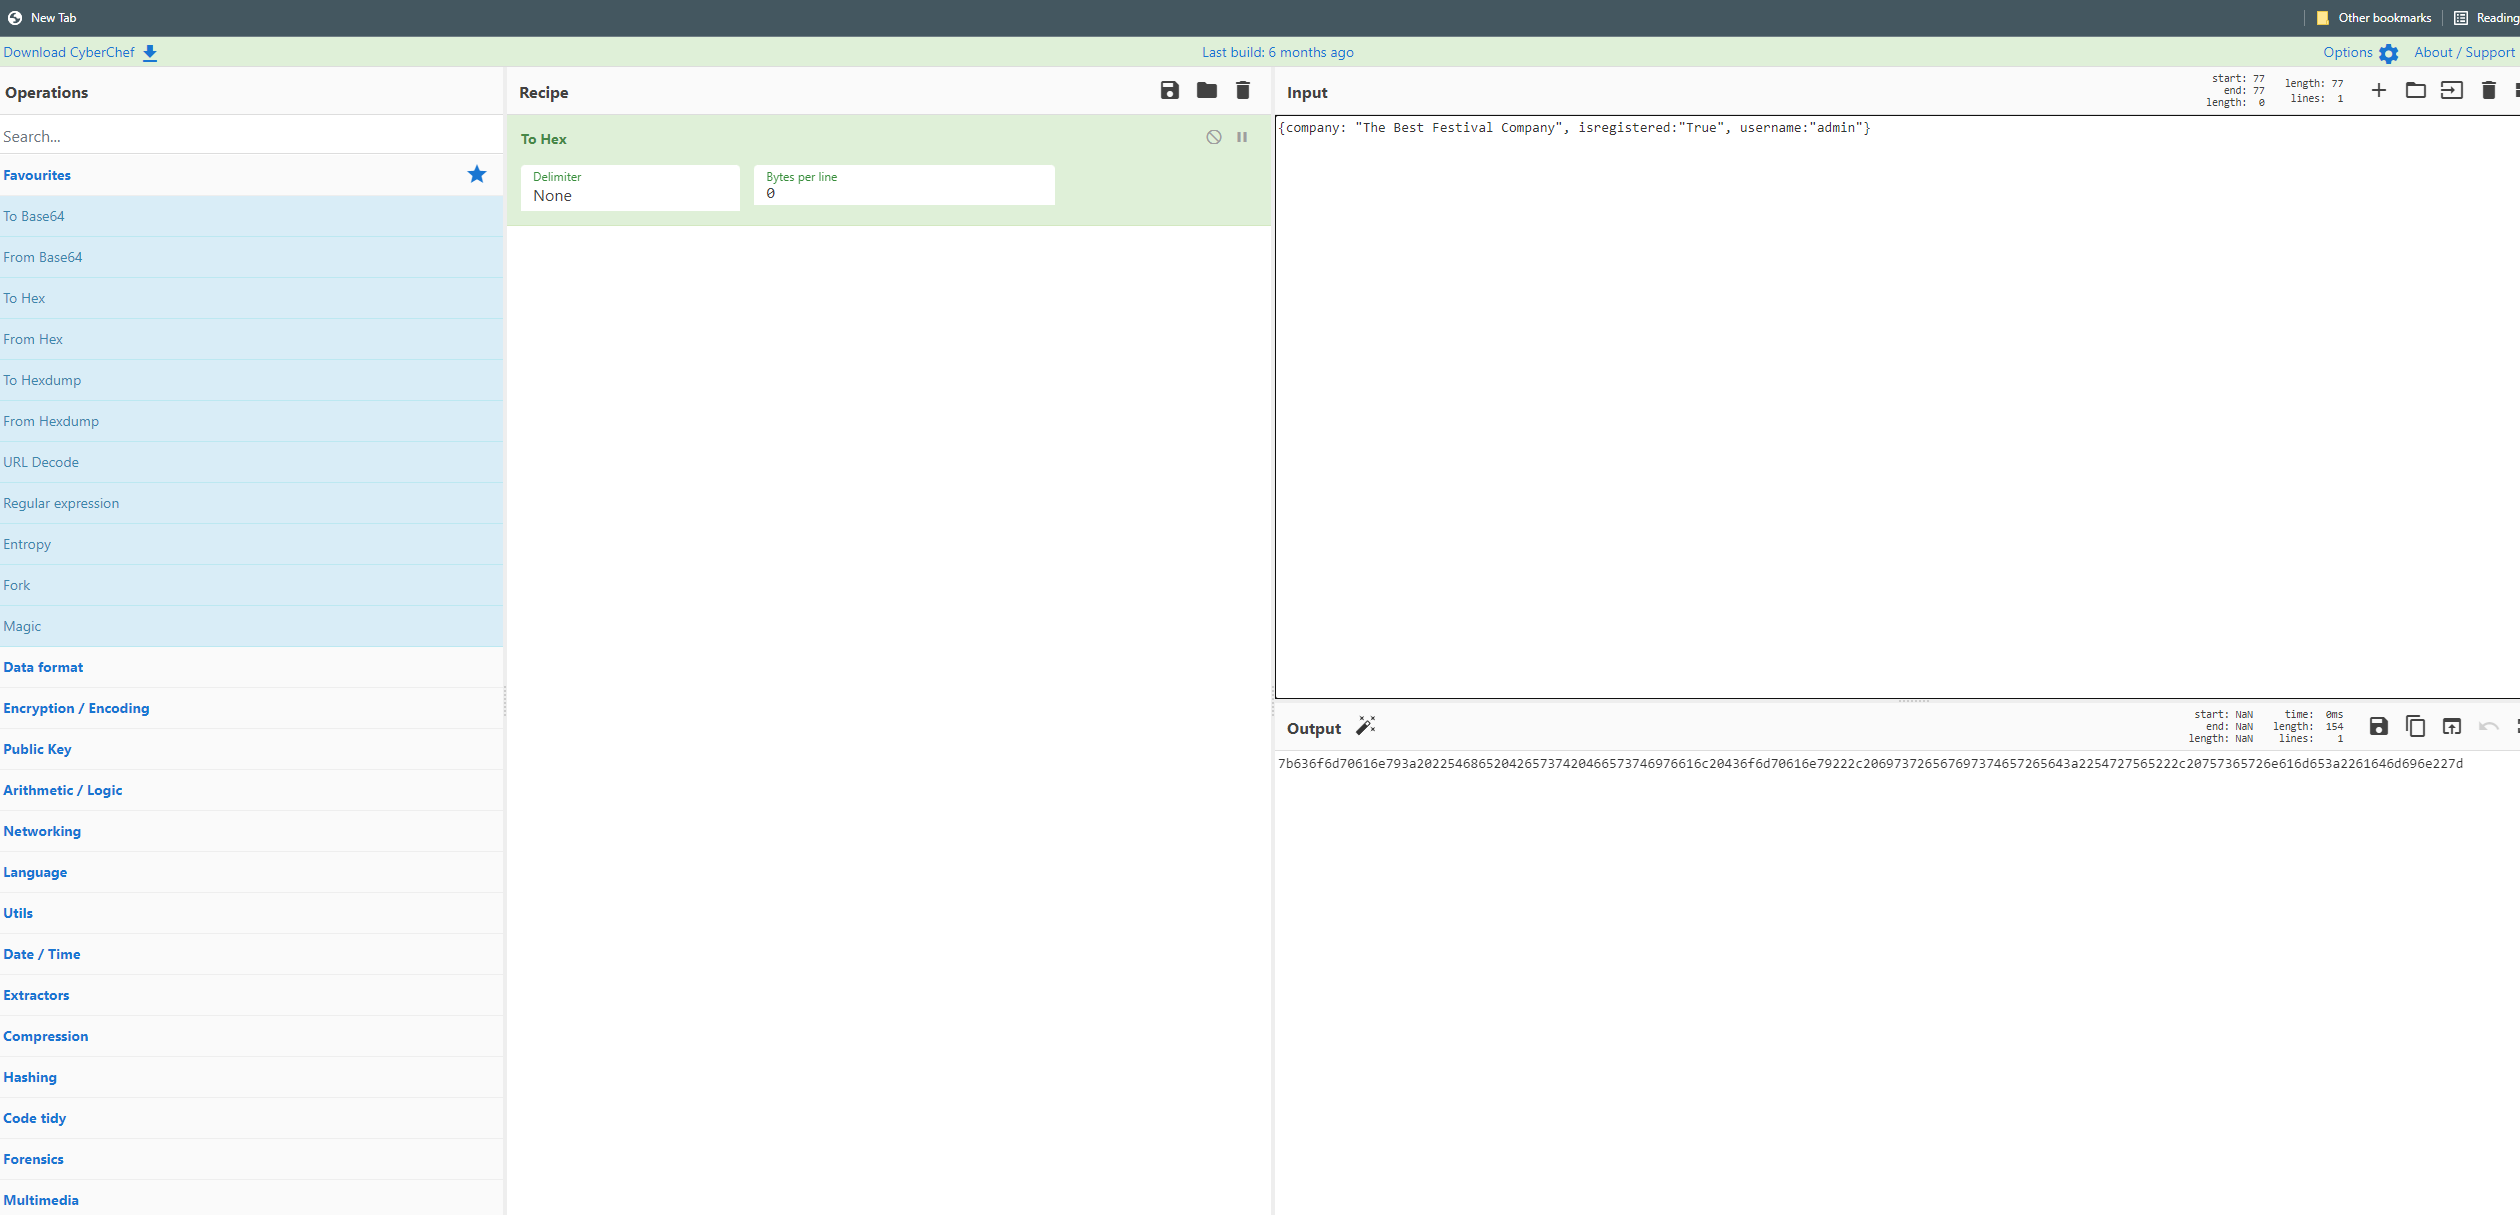 New Tab
Other bookmarks
Reading
Download CyberChef
Last build: 6 months ago
Options
About / Support
Operations
Search...
Favourites
To Base64
From Base64
To Hex
From Hex
To Hexdump
From Hexdump
URL Decode
Regular expression
Entropy
Fork
Magic
Data format
Encryption / Encoding
Public Key
Arithmetic / Logic
Networking
Language
Utils
Date / Time
Extractors
Compression
Hashing
Code tidy
Forensics
Multimedia
Recipe
To Hex
Delimiter
None
Bytes per line
0
Input
start: 77
end: 77
length: 0
length: 77
lines: 1
{company: "The Best Festival Company", isregistered:"True", username:"admin"}
Output
start: NaN
end: NaN
length: NaN
time: 0ms
length: 154
lines: 1
7b636f6d70616e793a2022546865204265737420466573746976616c20436f6d70616e79222c206973726567697374657265643a2254727565222c20757365726e616d653a2261646d696e227d